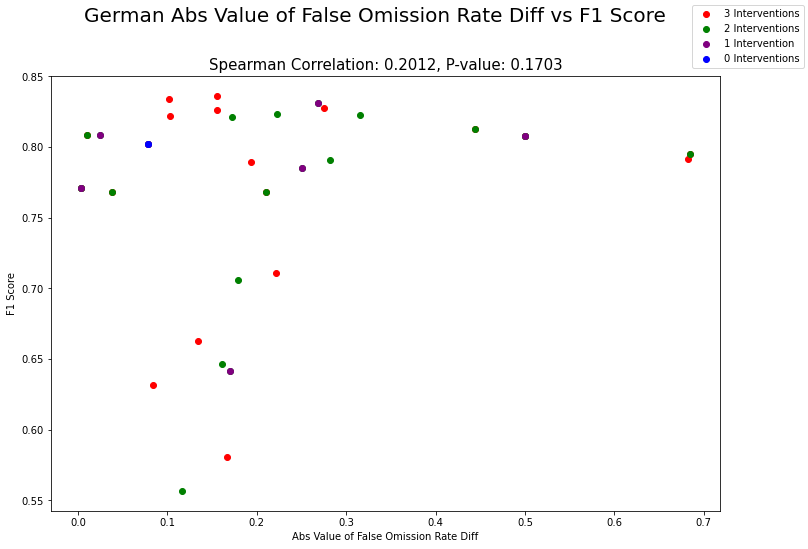 German Abs Value of False Omission Rate Diff vs F1 Score
3 Interventions
2 Interventions
1 Intervention
0 Interventions
Spearman Correlation: 0.2012, P-value: 0.1703
0.85
0.80
0.75
0.70
0.65
0.60
0.55
F1 Score
0.0 0.1 0.2 0.3 0.4 0.5 0.6 0.7
Abs Value of False Omission Rate Diff